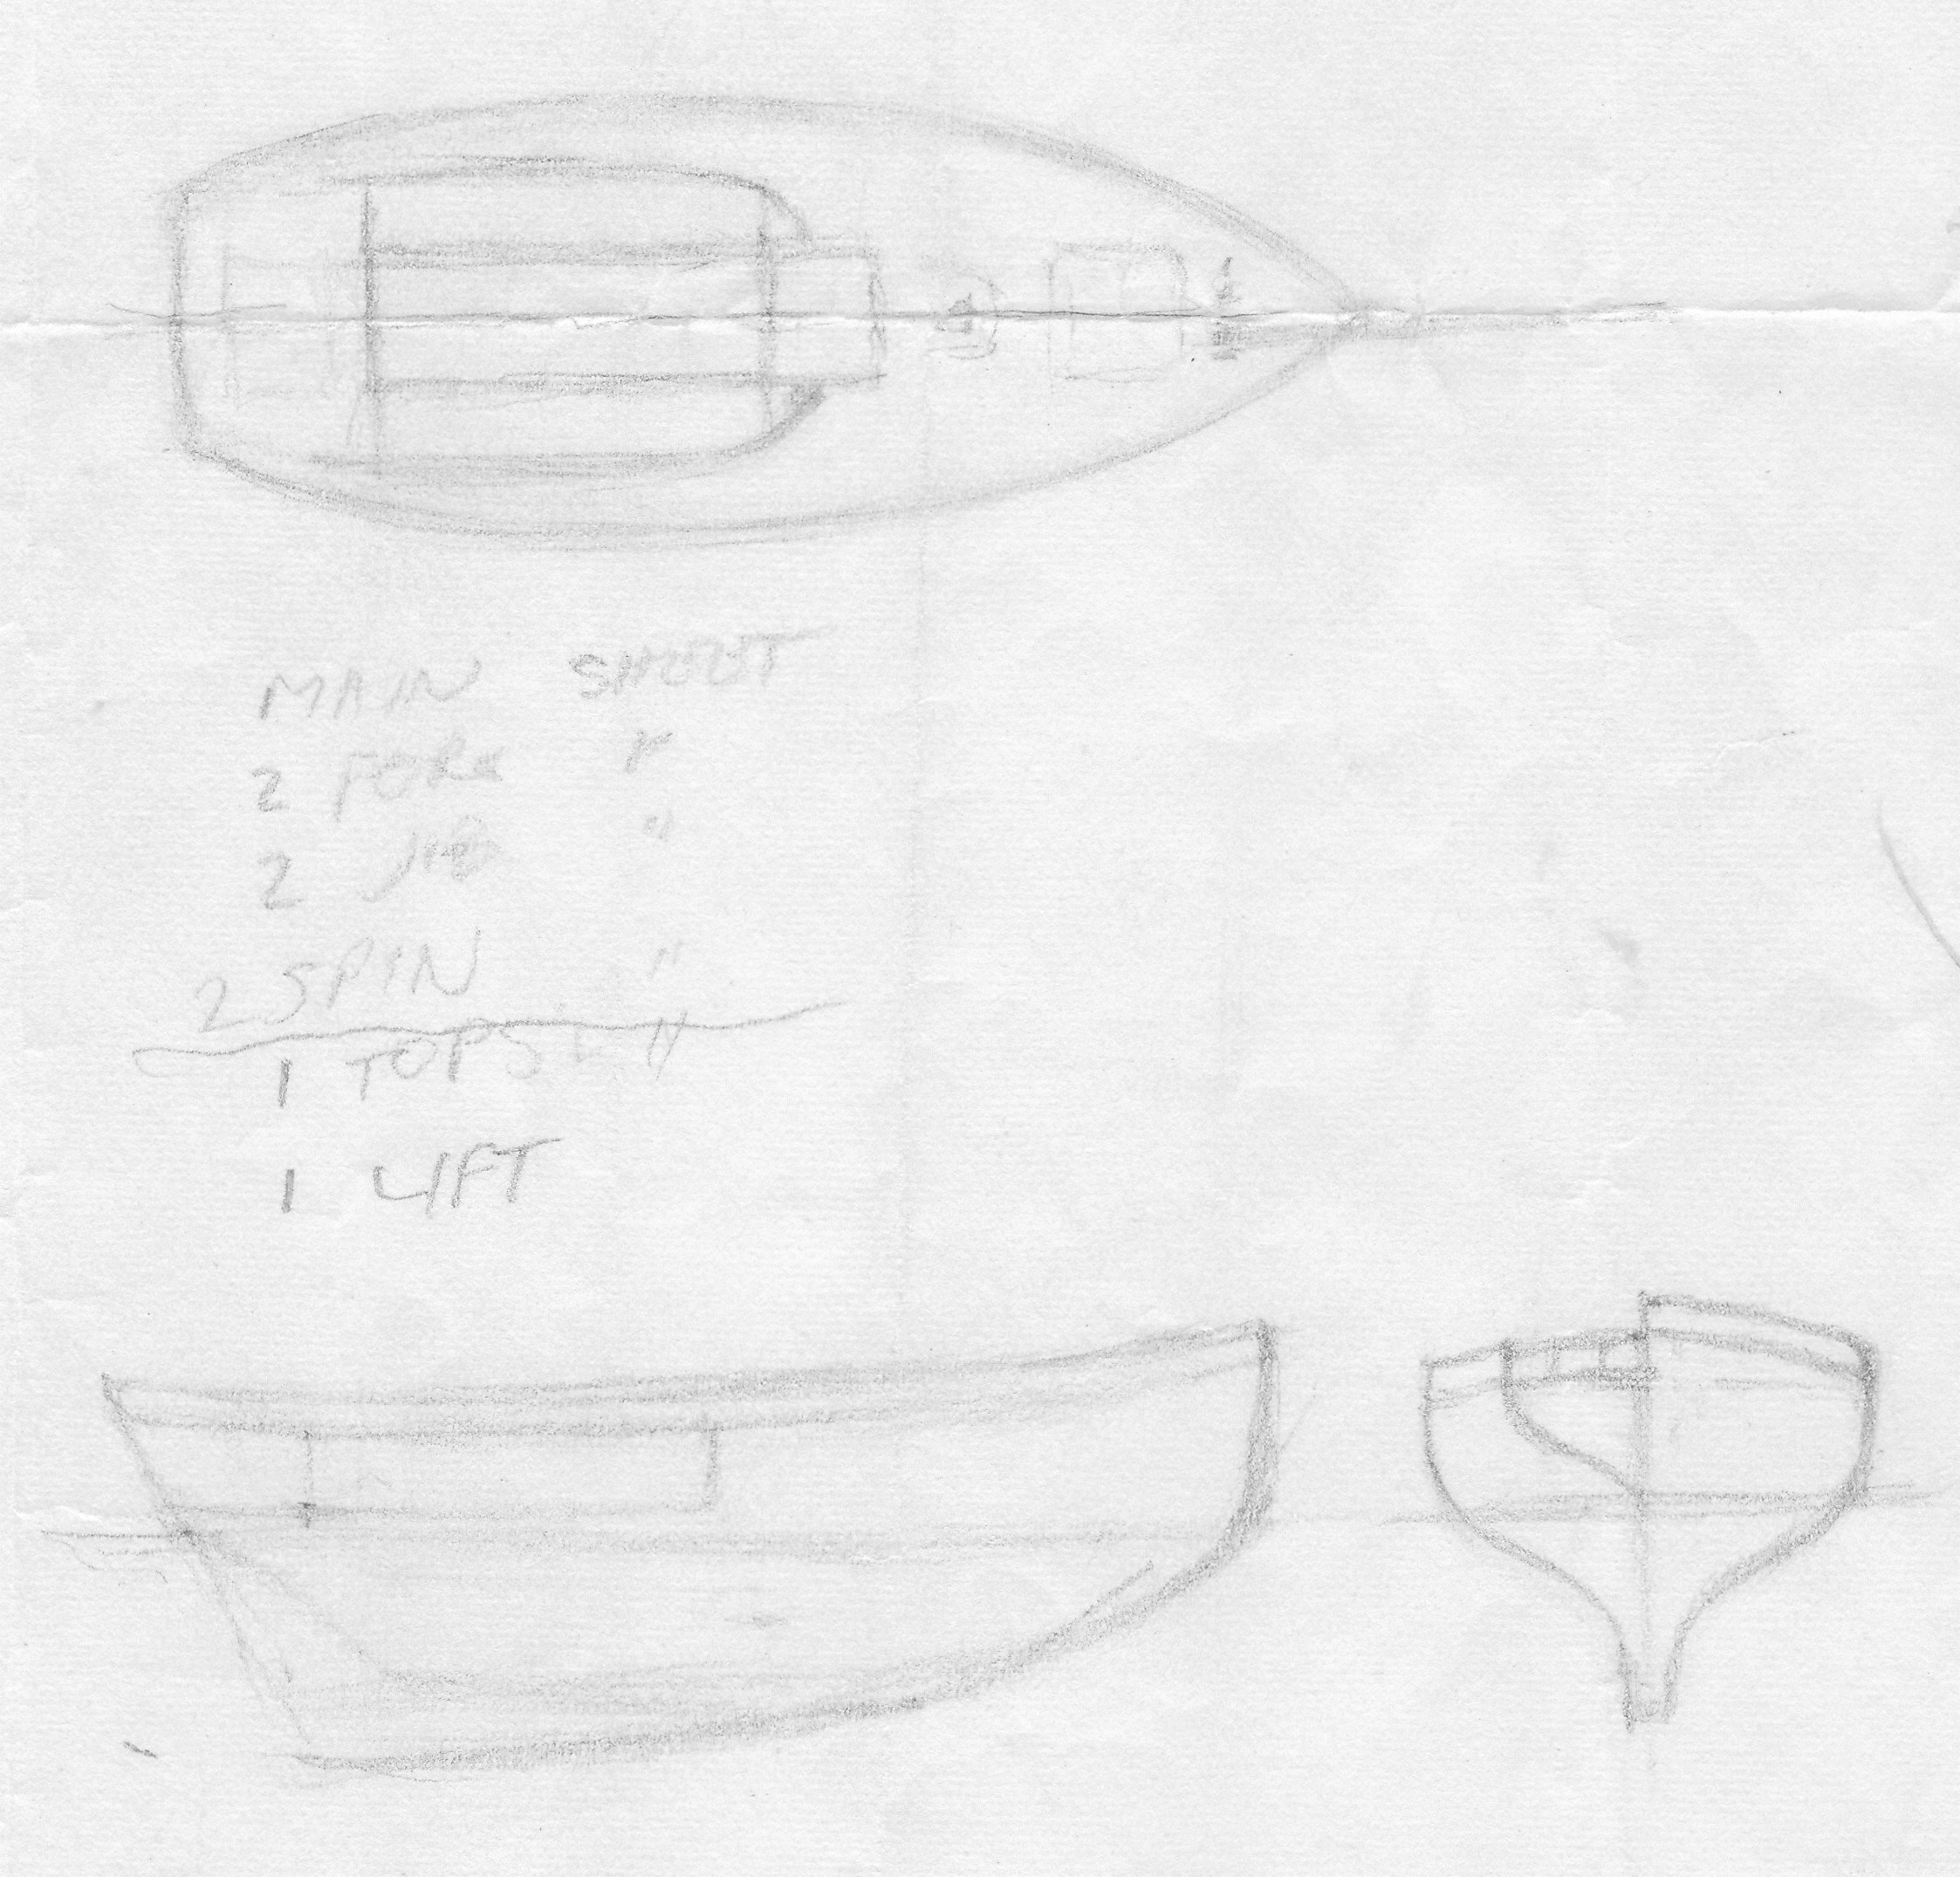 MAIN SHEET
2 FORE "
2 JIB "
2 SPIN "
1 TOPSL "
1 LIFT